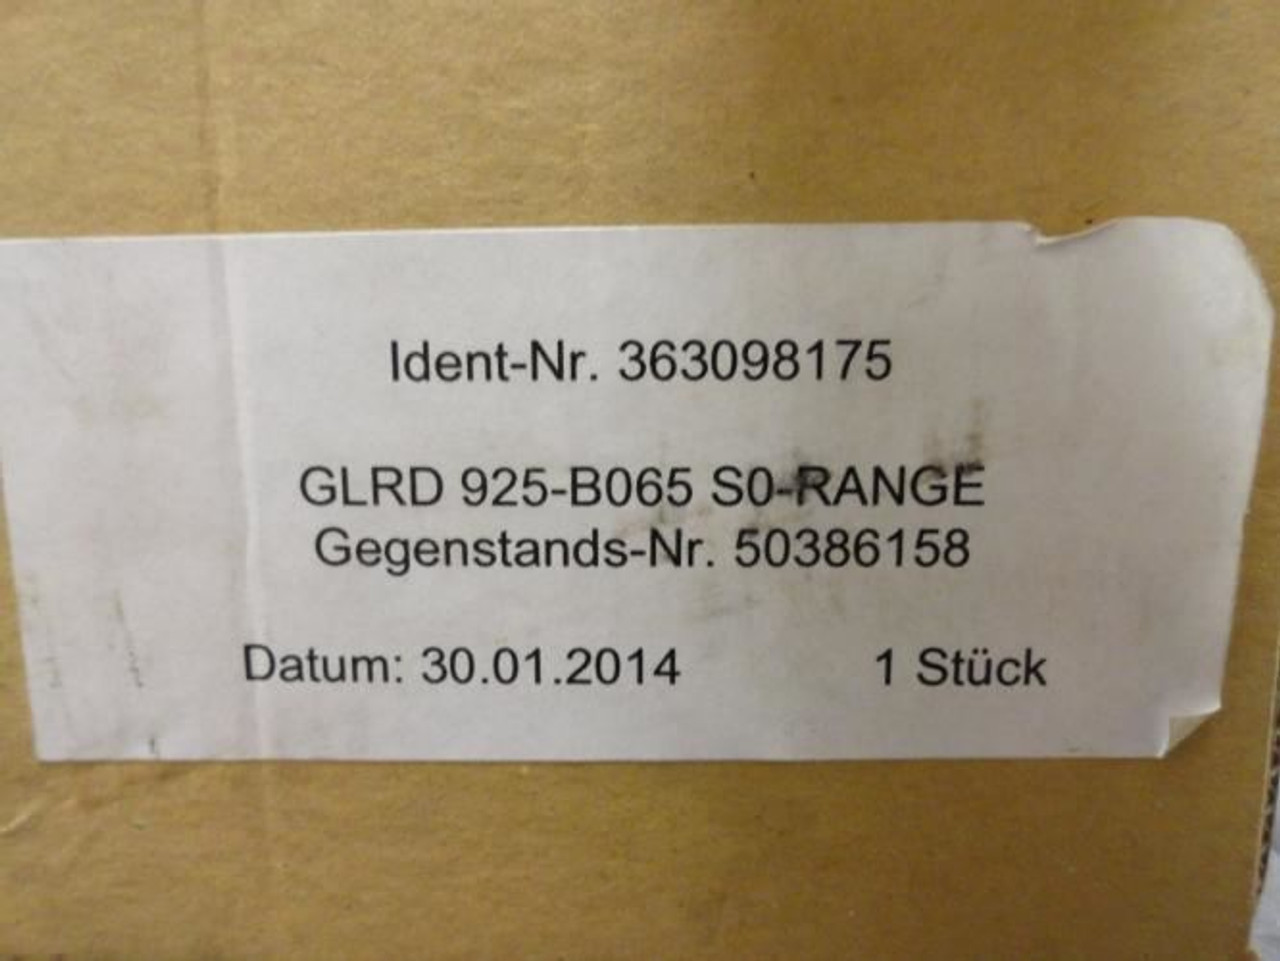 Ident-Nr. 363098175
GLRD 925-B065 S0-RANGE
Gegenstands-Nr. 50386158
Datum: 30.01.2014 1 Stück